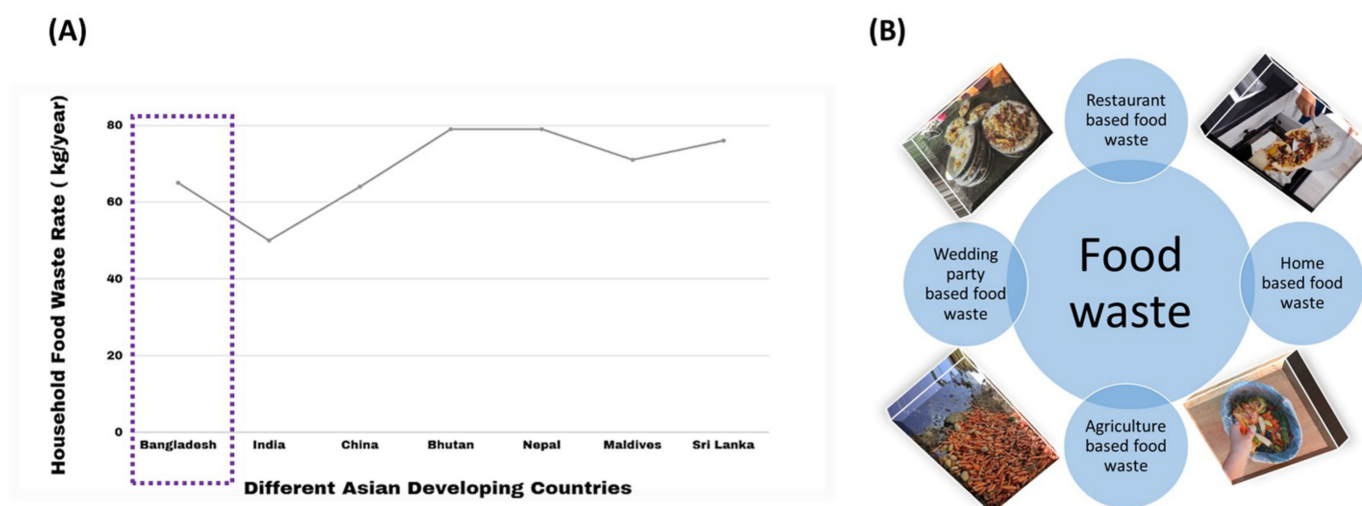 (A)
Household Food Waste Rate ( kg/year)
80
60
40
20
0
Bangladesh India China Bhutan Nepal Maldives Sri Lanka
Different Asian Developing Countries
(B)
Restaurant
based food
waste
Wedding
party
based food
waste
Food
waste
Home
based food
waste
Agriculture
based food
waste